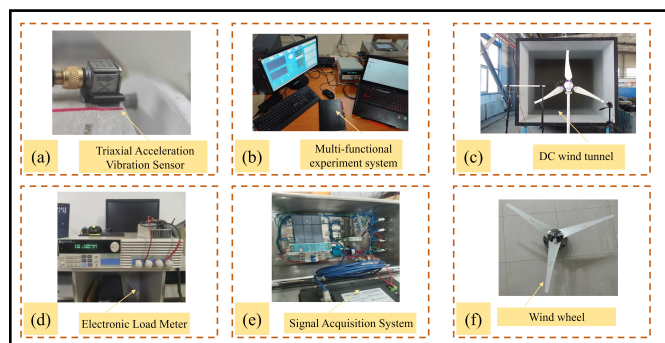 (a)
Triaxial Acceleration
Vibration Sensor
(b)
Multi-functional
experiment system
(c)
DC wind tunnel
(d)
Electronic Load Meter
(e)
Signal Acquisition System
(f)
Wind wheel